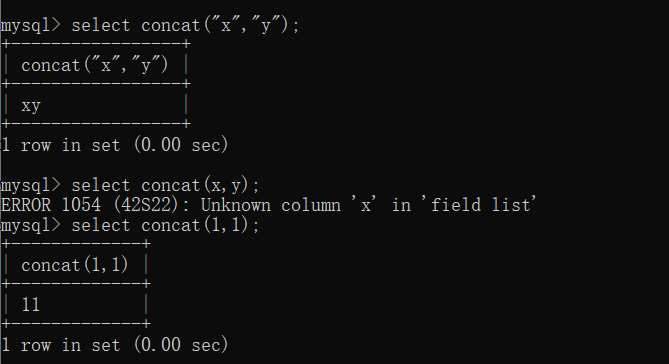 mysql> select concat("x","y");
+-----------------+
| concat("x","y") |
+-----------------+
| xy              |
+-----------------+
1 row in set (0.00 sec)
mysql> select concat(x,y);
ERROR 1054 (42S22): Unknown column 'x' in 'field list'
mysql> select concat(1,1);
+-------------+
| concat(1,1) |
+-------------+
| 11          |
+-------------+
1 row in set (0.00 sec)